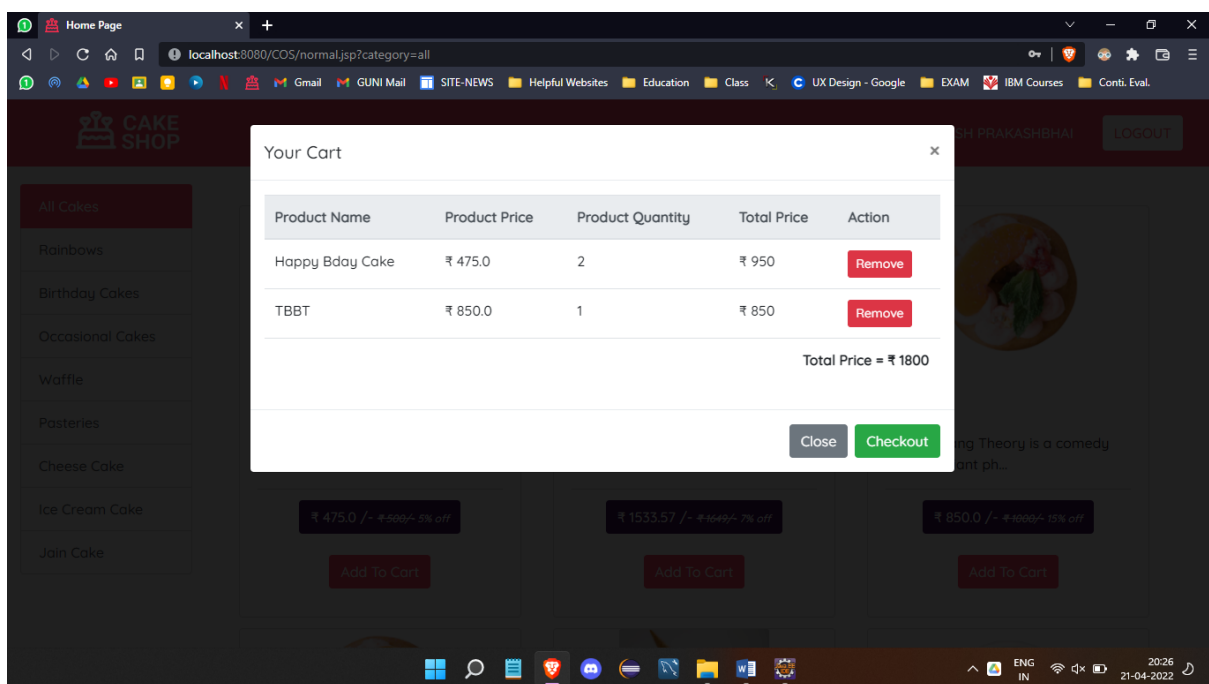 Home Page
localhost:8080/COS/normal.jsp?category=all
Gmail GUNI Mail SITE-NEWS Helpful Websites Education Class UX Design - Google EXAM IBM Courses Conti. Eval.
CAKE
SHOP
SH PRAKASHBHAI LOGOUT
Your Cart ×
Product Name Product Price Product Quantity Total Price Action
Happy Bday Cake ₹ 475.0 2 ₹ 950 Remove
TBBT ₹ 850.0 1 ₹ 850 Remove
Total Price = ₹ 1800
Close Checkout
All Cakes
Rainbows
Birthday Cakes
Occasional Cakes
Waffle
Pasteries
Cheese Cake
Ice Cream Cake
Jain Cake
ng Theory is a comedy
ant ph...
₹ 475.0 /- ₹ 500/- 5% off ₹ 1533.57 /- ₹ 1649/- 7% off ₹ 850.0 /- ₹ 1000/- 15% off
Add To Cart Add To Cart Add To Cart
ENG
IN
20:26
21-04-2022